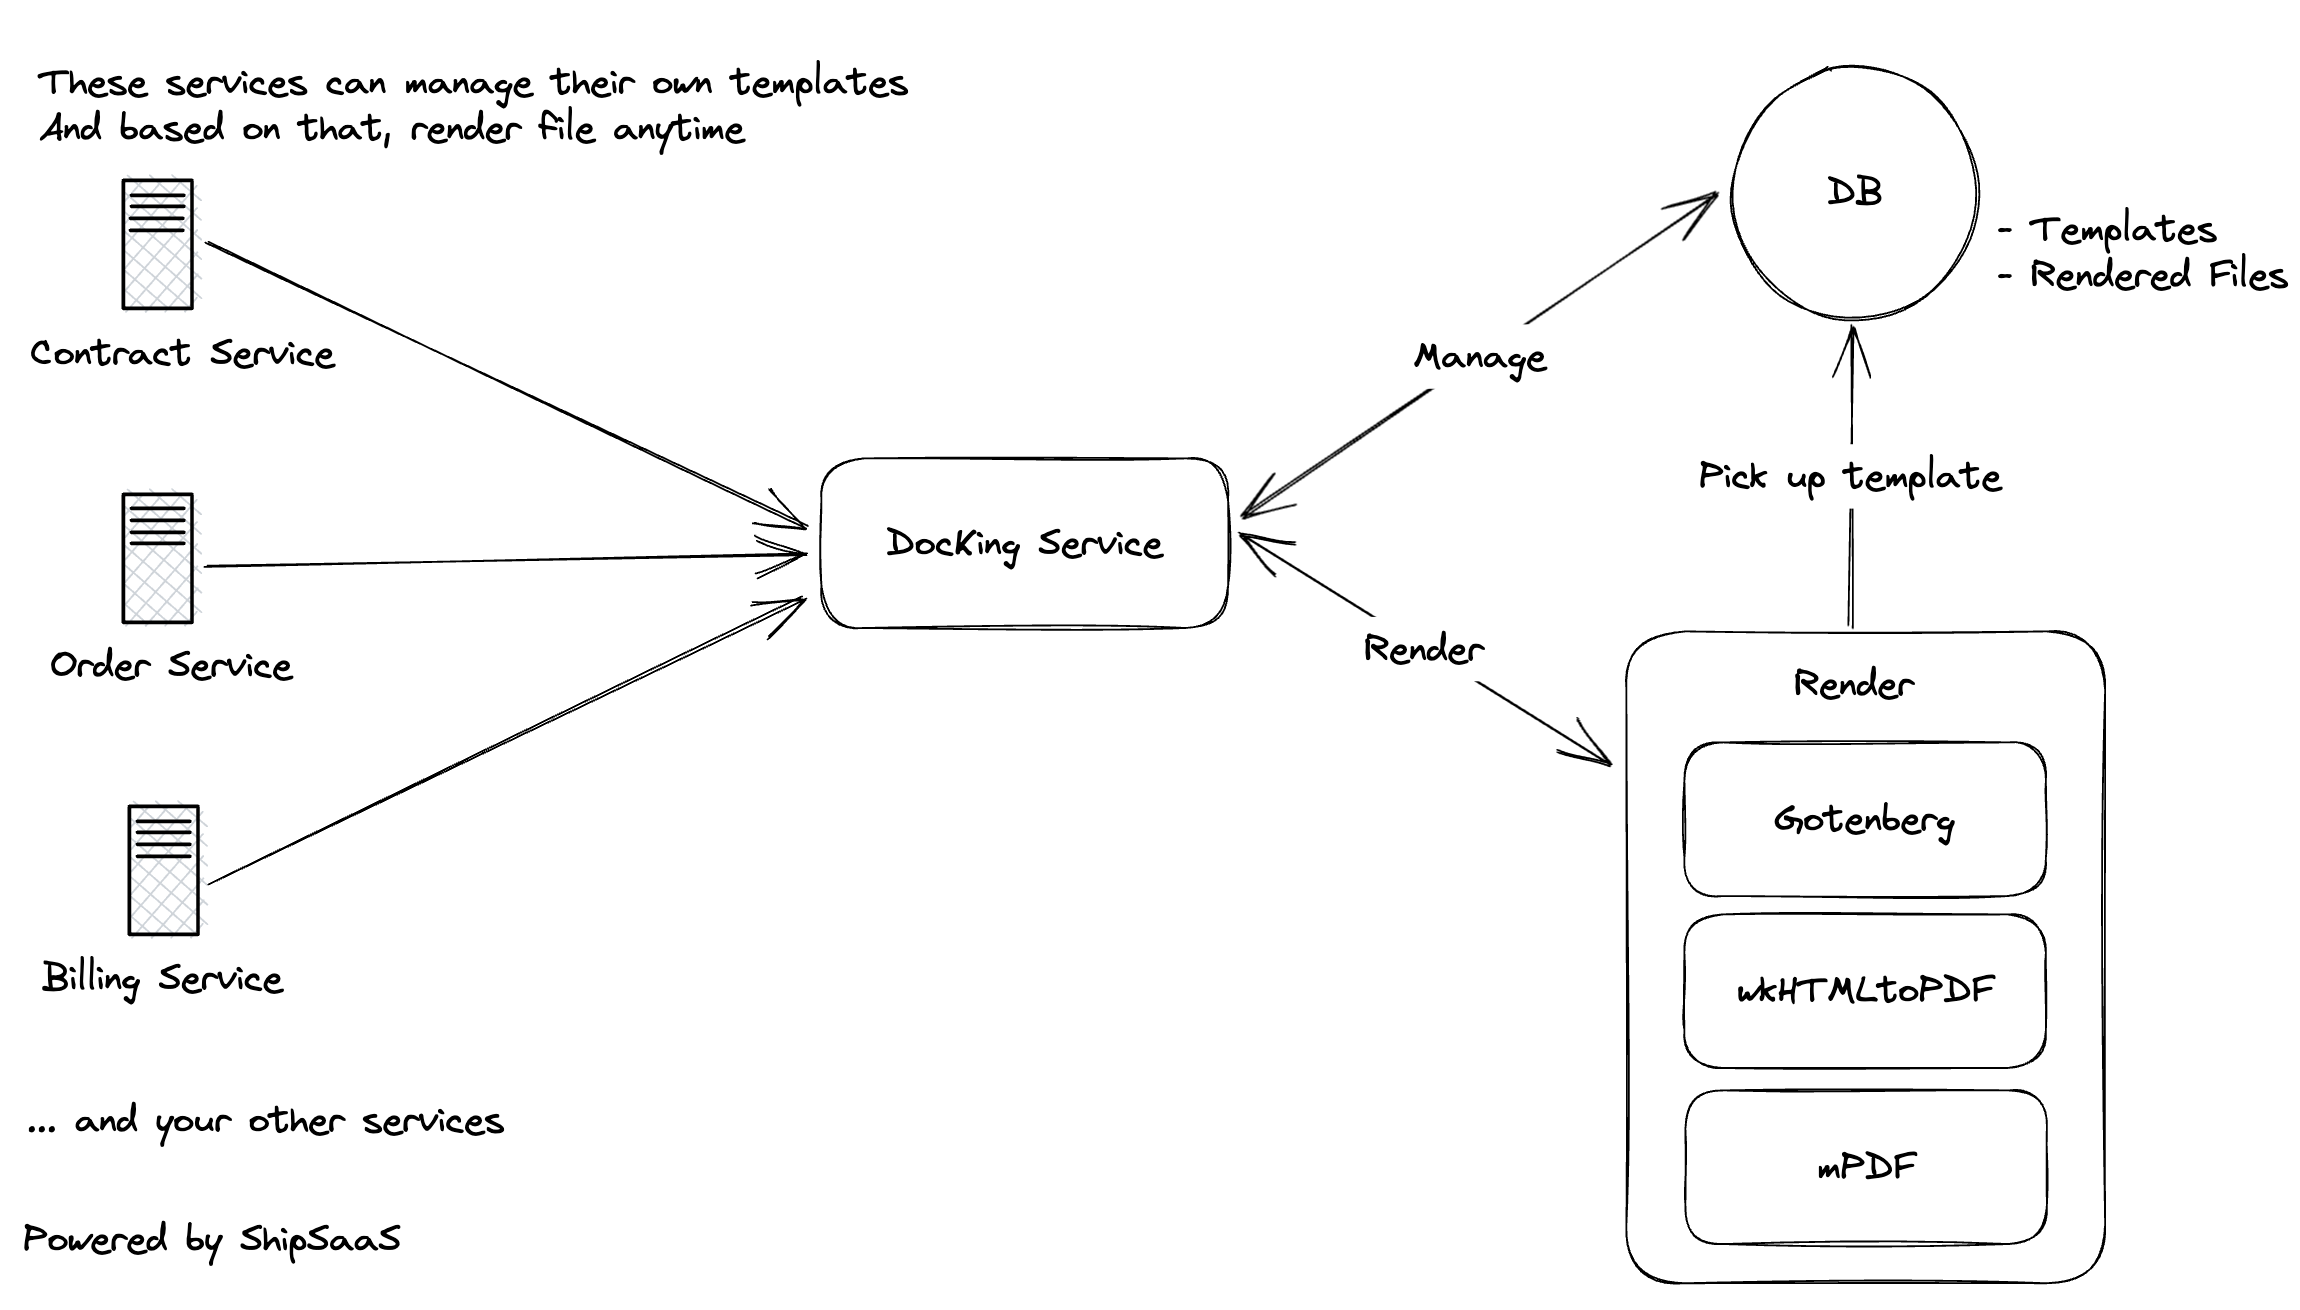 These services can manage their own templates
And based on that, render file anytime
Contract Service
Order Service
Billing Service
... and your other services
Powered by ShipSaaS
DocKing Service
Manage
Render
DB
- Templates
- Rendered Files
Pick up template
Render
Gotenberg
wkHTMLtoPDF
mPDF